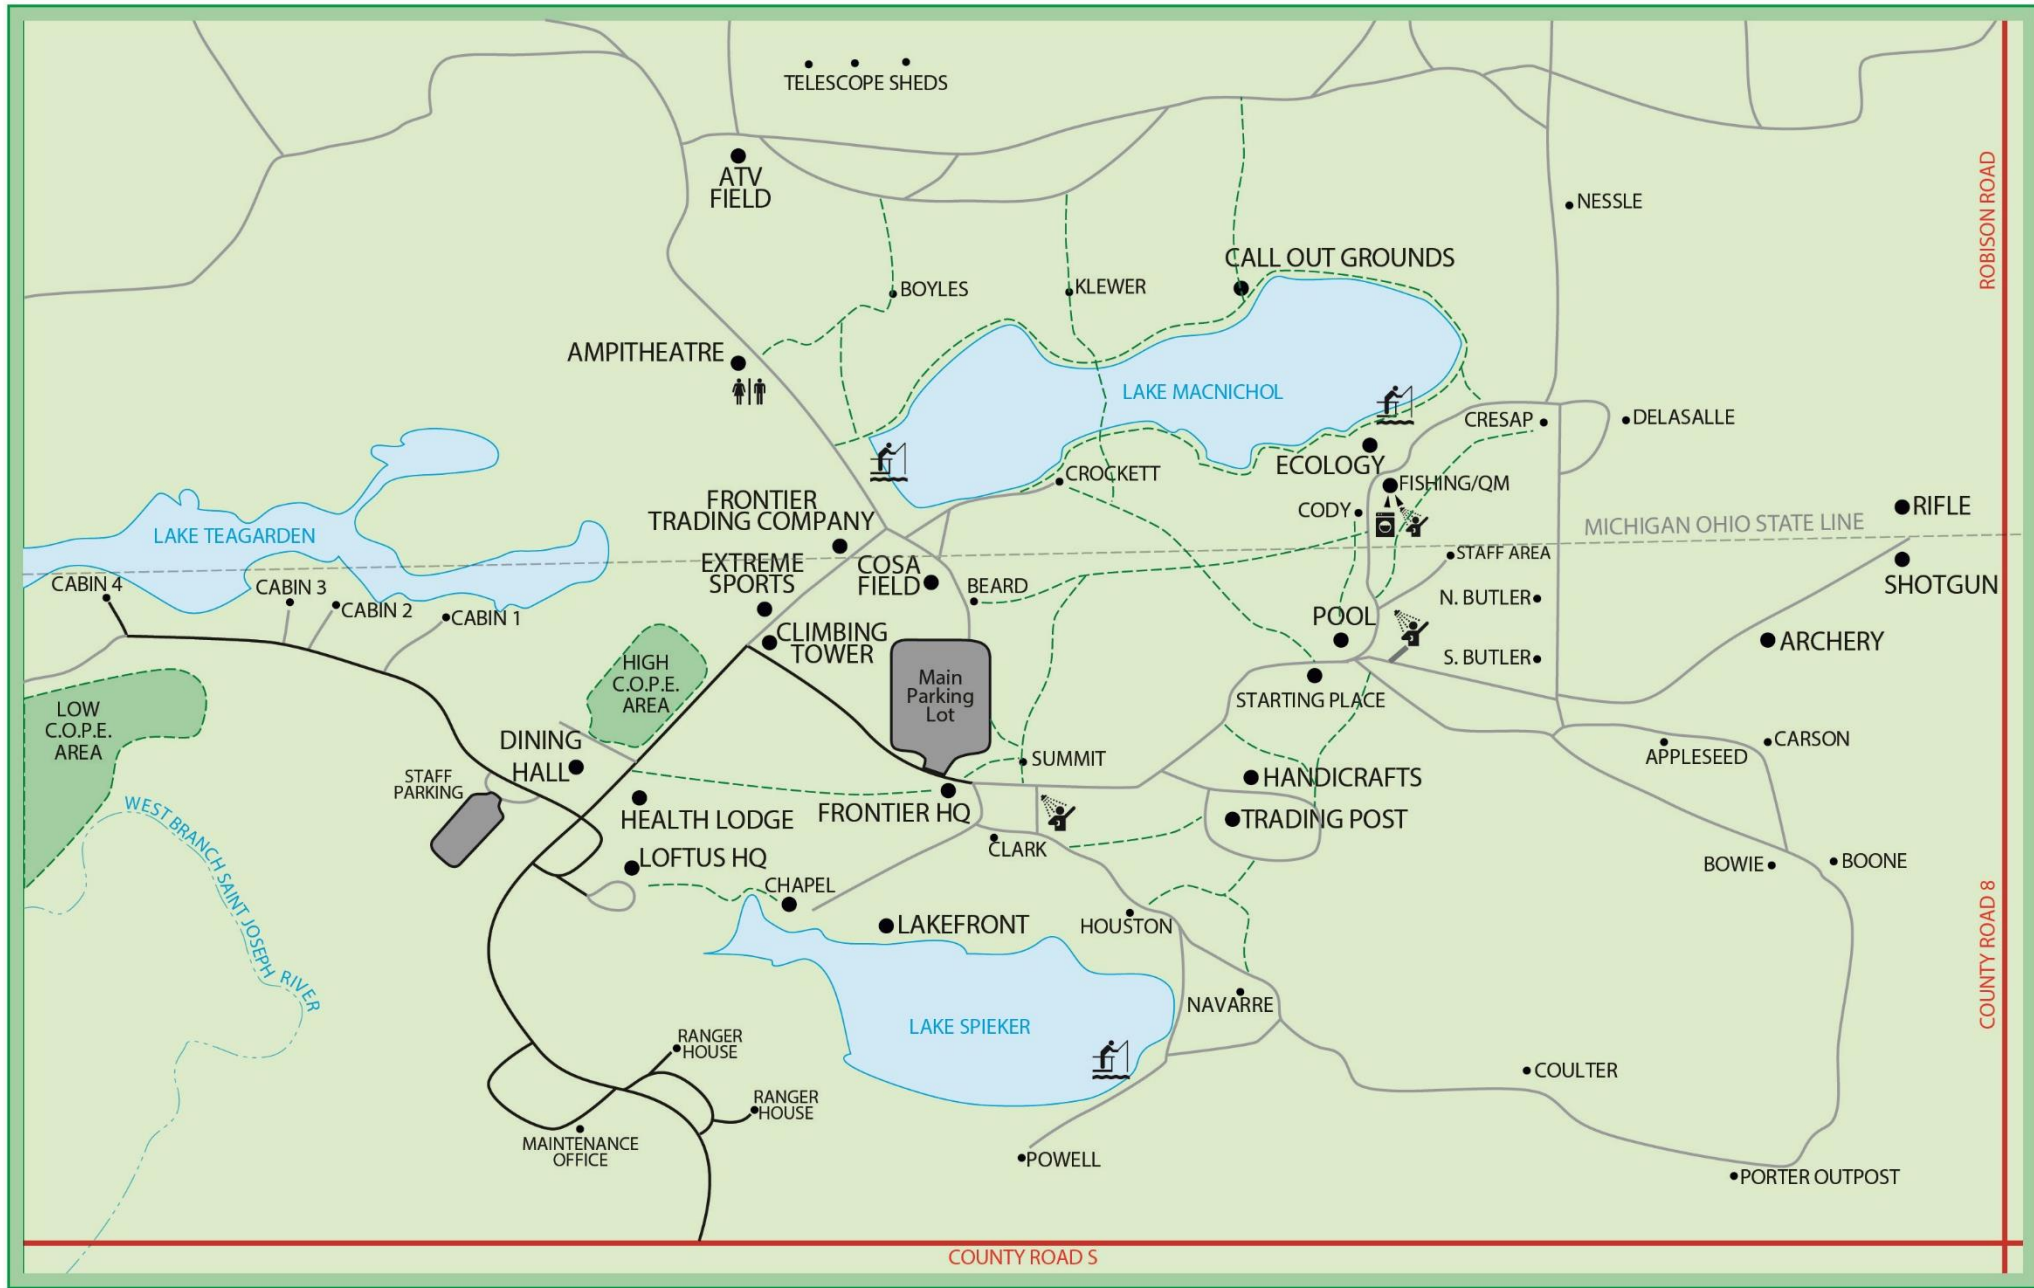 TELESCOPE SHEDS
ATV
FIELD
ROBISON ROAD
NESSLE
CALL OUT GROUNDS
BOYLES
KLEWER
AMPITHEATRE
LAKE MACNICHOL
CRESAP
DELASALLE
ECOLOGY
CROCKETT
FISHING/QM
FRONTIER
TRADING COMPANY
CODY
RIFLE
LAKE TEAGARDEN
MICHIGAN OHIO STATE LINE
STAFF AREA
EXTREME
SPORTS
COSA
FIELD
SHOTGUN
CABIN 4
CABIN 3
CABIN 2
CABIN 1
BEARD
N. BUTLER
POOL
CLIMBING
TOWER
ARCHERY
S. BUTLER
HIGH
C.O.P.E.
AREA
Main
Parking
Lot
STARTING PLACE
LOW
C.O.P.E.
AREA
DINING
HALL
SUMMIT
APPLESEED
CARSON
STAFF
PARKING
HANDICRAFTS
FRONTIER HQ
HEALTH LODGE
TRADING POST
CLARK
LOFTUS HQ
BOWIE
BOONE
WEST BRANCH SAINT JOSEPH RIVER
CHAPEL
LAKEFRONT
HOUSTON
COUNTY ROAD 8
NAVARRE
LAKE SPIEKER
RANGER
HOUSE
COULTER
RANGER
HOUSE
MAINTENANCE
OFFICE
POWELL
PORTER OUTPOST
COUNTY ROAD S